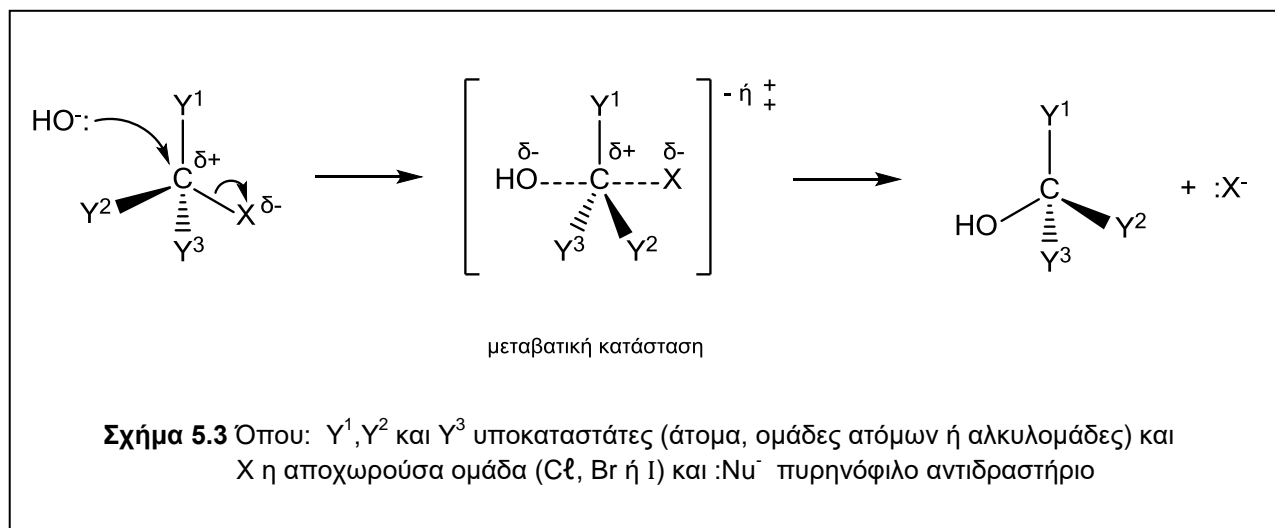 HO⁻: Y¹ C δ+ X δ- Y² Y³
[ HO δ- Y¹ C δ+ X δ- Y³ Y² ] - ή ‡
Y¹ C HO Y² Y³ + :X⁻
μεταβατική κατάσταση
Σχήμα 5.3 Όπου: Y¹,Y² και Y³ υποκαταστάτες (άτομα, ομάδες ατόμων ή αλκυλομάδες) και
X η αποχωρούσα ομάδα (Cℓ, Br ή I) και :Nu⁻ πυρηνόφιλο αντιδραστήριο